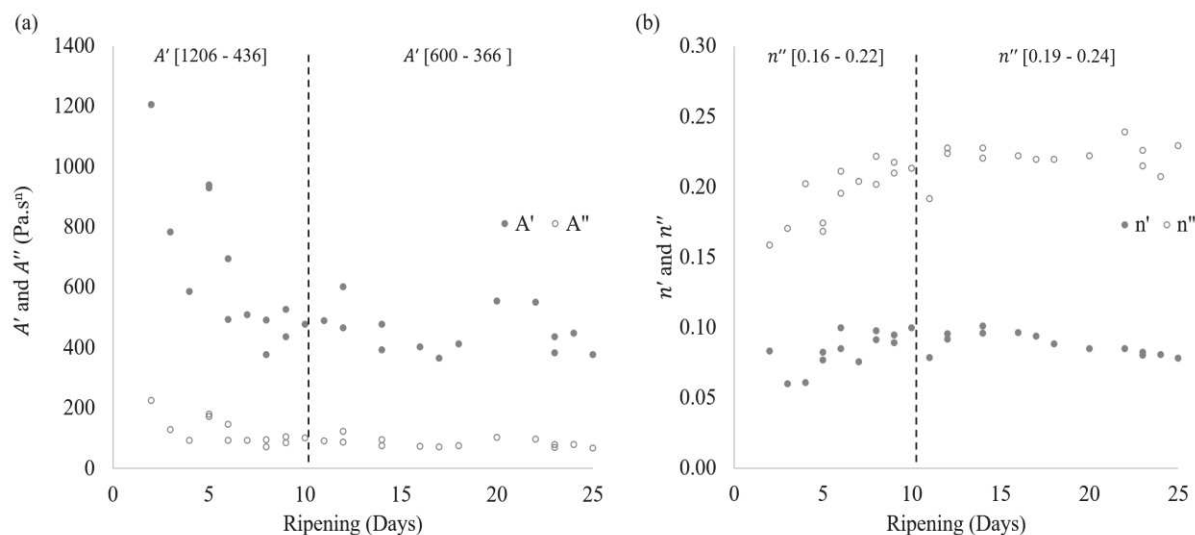 (a)
1400
1200
1000
800
600
400
200
0
A′ and A″ (Pa.sⁿ)
A′ [1206 - 436]
A′ [600 - 366 ]
A'
A"
0 5 10 15 20 25
Ripening (Days)
(b)
0.30
0.25
0.20
0.15
0.10
0.05
0.00
n′ and n″
n″ [0.16 - 0.22]
n″ [0.19 - 0.24]
n'
n"
0 5 10 15 20 25
Ripening (Days)